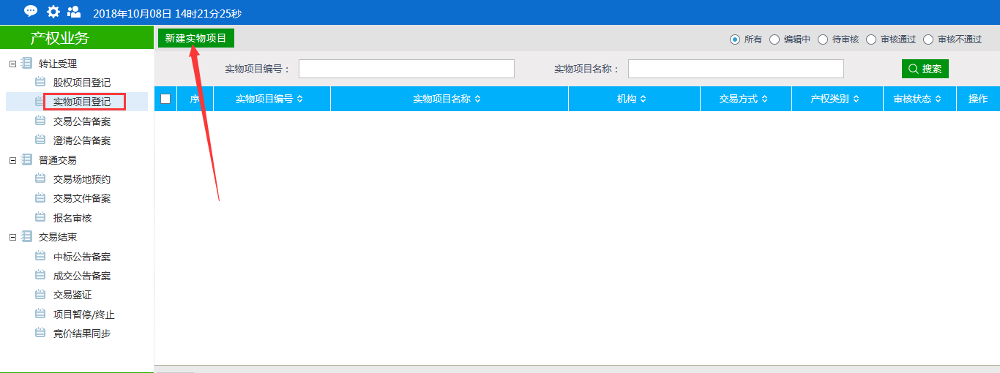 2018年10月08日 14时21分25秒
产权业务
转让受理
股权项目登记
实物项目登记
交易公告备案
澄清公告备案
普通交易
交易场地预约
交易文件备案
报名审核
交易结束
中标公告备案
成交公告备案
交易鉴证
项目暂停/终止
竞价结果同步
新建实物项目
所有 编辑中 待审核 审核通过 审核不通过
实物项目编号： 实物项目名称： 搜索
序 实物项目编号 实物项目名称 机构 交易方式 产权类别 审核状态 操作